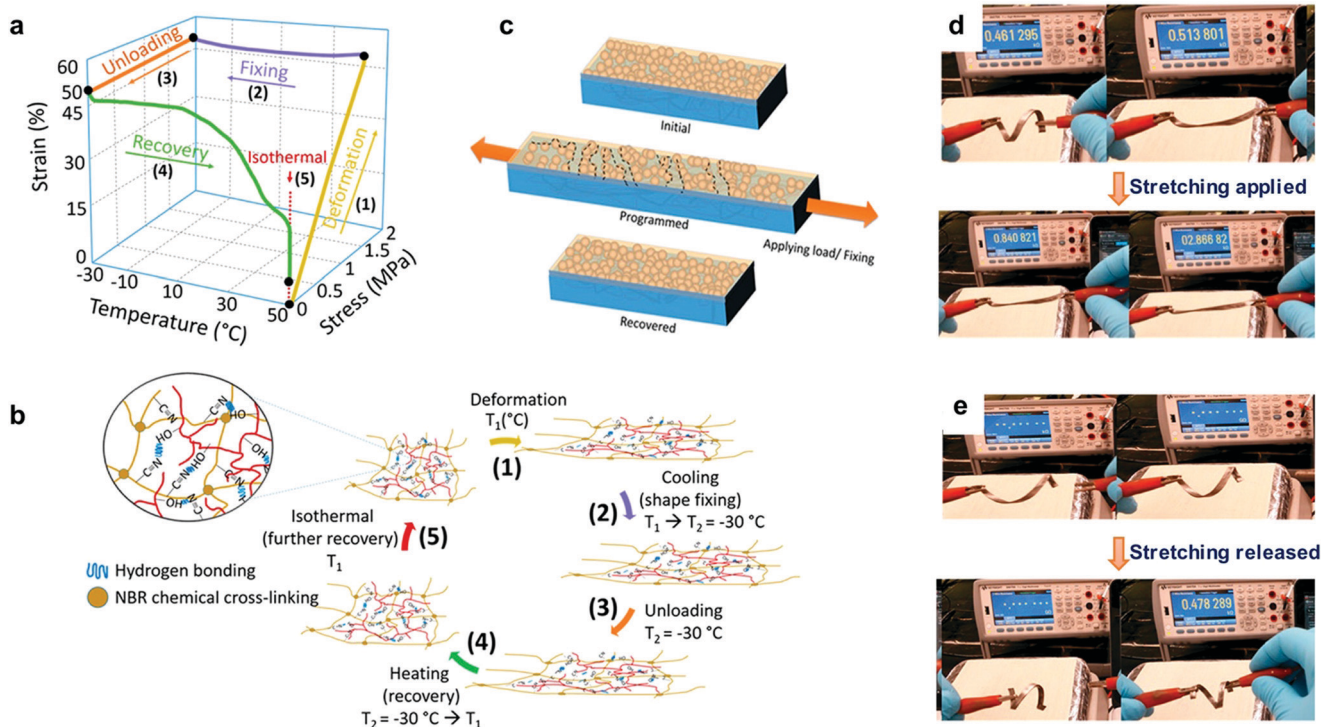 a
Unloading
(3)
Fixing
(2)
Recovery
(4)
Isothermal
(5)
Deformation
(1)
Strain (%)
60
50
45
30
15
0
-30
-10
10
30
50
Temperature (°C)
0
0.5
1
1.5
2
Stress (MPa)
b
C≡N
HO
C≡N
HO
C≡N
HO
C≡N
OH
HO
C≡N
C≡N
Hydrogen bonding
NBR chemical cross-linking
Deformation
T₁(°C)
(1)
Cooling
(shape fixing)
T₁ → T₂ = -30 °C
(2)
Unloading
T₂ = -30 °C
(3)
(4)
Heating
(recovery)
T₂ = -30 °C → T₁
Isothermal
(further recovery)
T₁
(5)
c
Initial
Programmed
Applying load/ Fixing
Recovered
d
0.461 295
0.513 801
Stretching applied
0.840 821
02.866 82
e
Stretching released
0.478 289